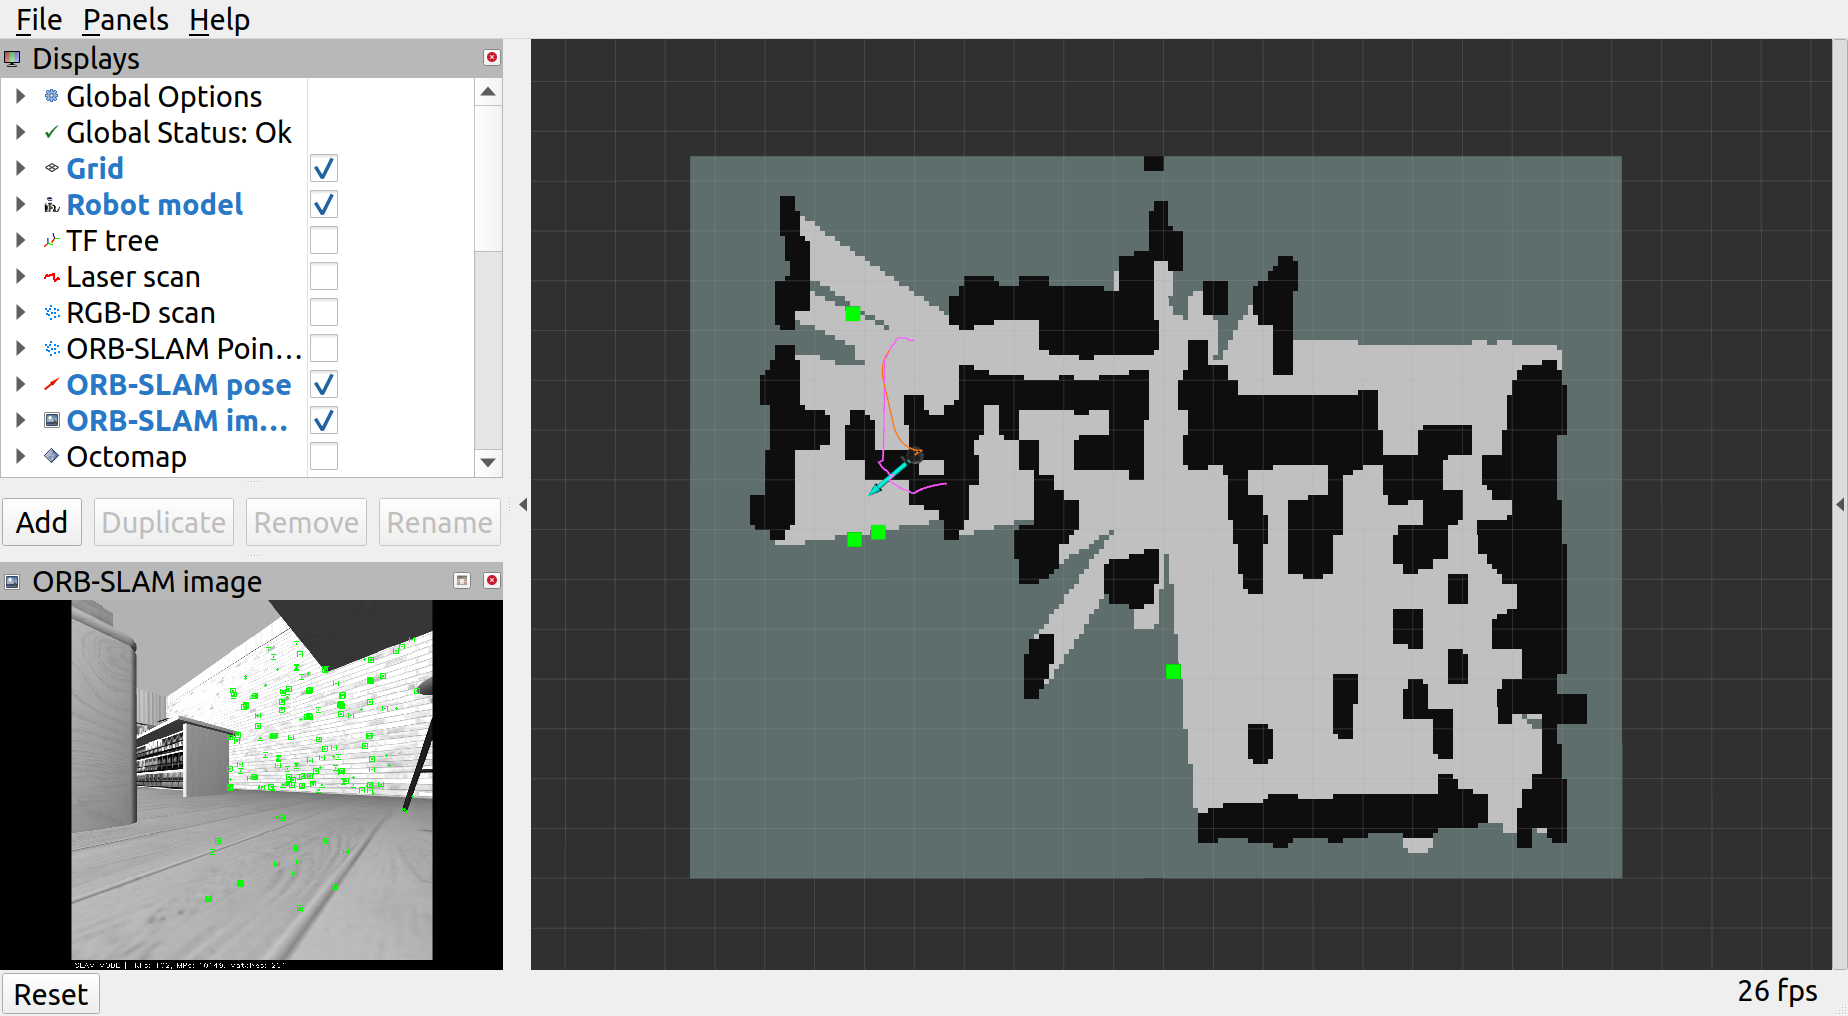 File Panels Help
Displays
Global Options
Global Status: Ok
Grid
Robot model
TF tree
Laser scan
RGB-D scan
ORB-SLAM Poin...
ORB-SLAM pose
ORB-SLAM im...
Octomap
Add Duplicate Remove Rename
ORB-SLAM image
SLAM MODE |
Reset
26 fps